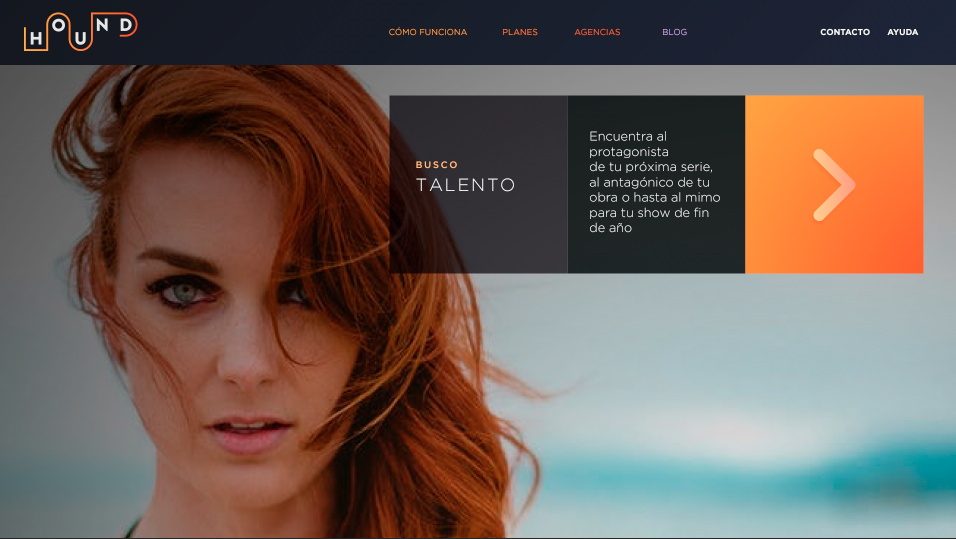 HOUND
CÓMO FUNCIONA
PLANES
AGENCIAS
BLOG
CONTACTO
AYUDA
BUSCO
TALENTO
Encuentra al
protagonista
de tu próxima serie,
al antagónico de tu
obra o hasta al mimo
para tu show de fin
de año